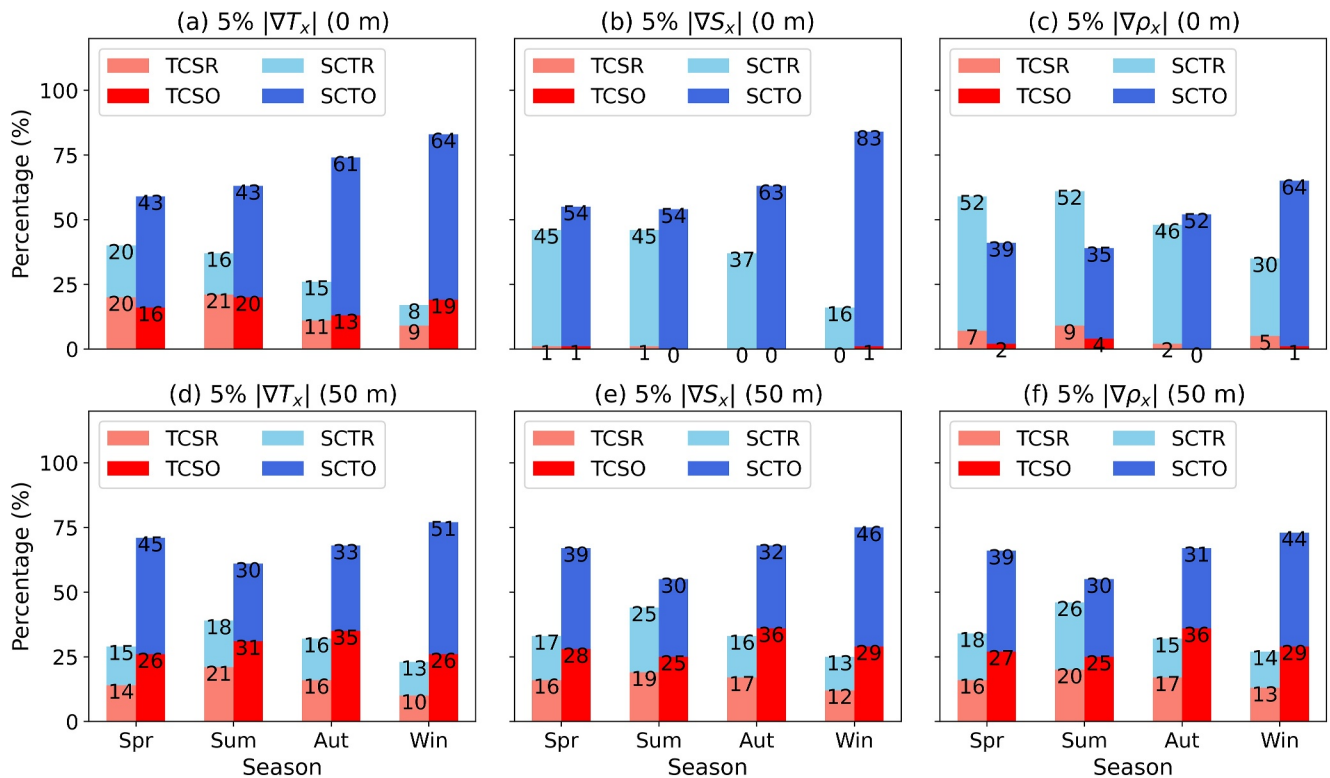 (a) 5% |∇Tₓ| (0 m)
(b) 5% |∇Sₓ| (0 m)
(c) 5% |∇ρₓ| (0 m)
Percentage (%)
100
75
50
25
0
TCSR SCTR
TCSO SCTO
43 43 61 64
20 16 15 8
20 16 21 20 11 13 9 19
TCSR SCTR
TCSO SCTO
45 54 45 54 37 63 16 83
1 1 1 0 0 0 0 1
TCSR SCTR
TCSO SCTO
52 39 52 35 46 52 30 64
7 2 9 4 2 0 5 1
(d) 5% |∇Tₓ| (50 m)
(e) 5% |∇Sₓ| (50 m)
(f) 5% |∇ρₓ| (50 m)
Percentage (%)
100
75
50
25
0
TCSR SCTR
TCSO SCTO
15 45 18 30 16 33 13 51
14 26 21 31 16 35 10 26
Spr Sum Aut Win
Season
TCSR SCTR
TCSO SCTO
17 39 25 30 16 32 13 46
16 28 19 25 17 36 12 29
Spr Sum Aut Win
Season
TCSR SCTR
TCSO SCTO
18 39 26 30 15 31 14 44
16 27 20 25 17 36 13 29
Spr Sum Aut Win
Season